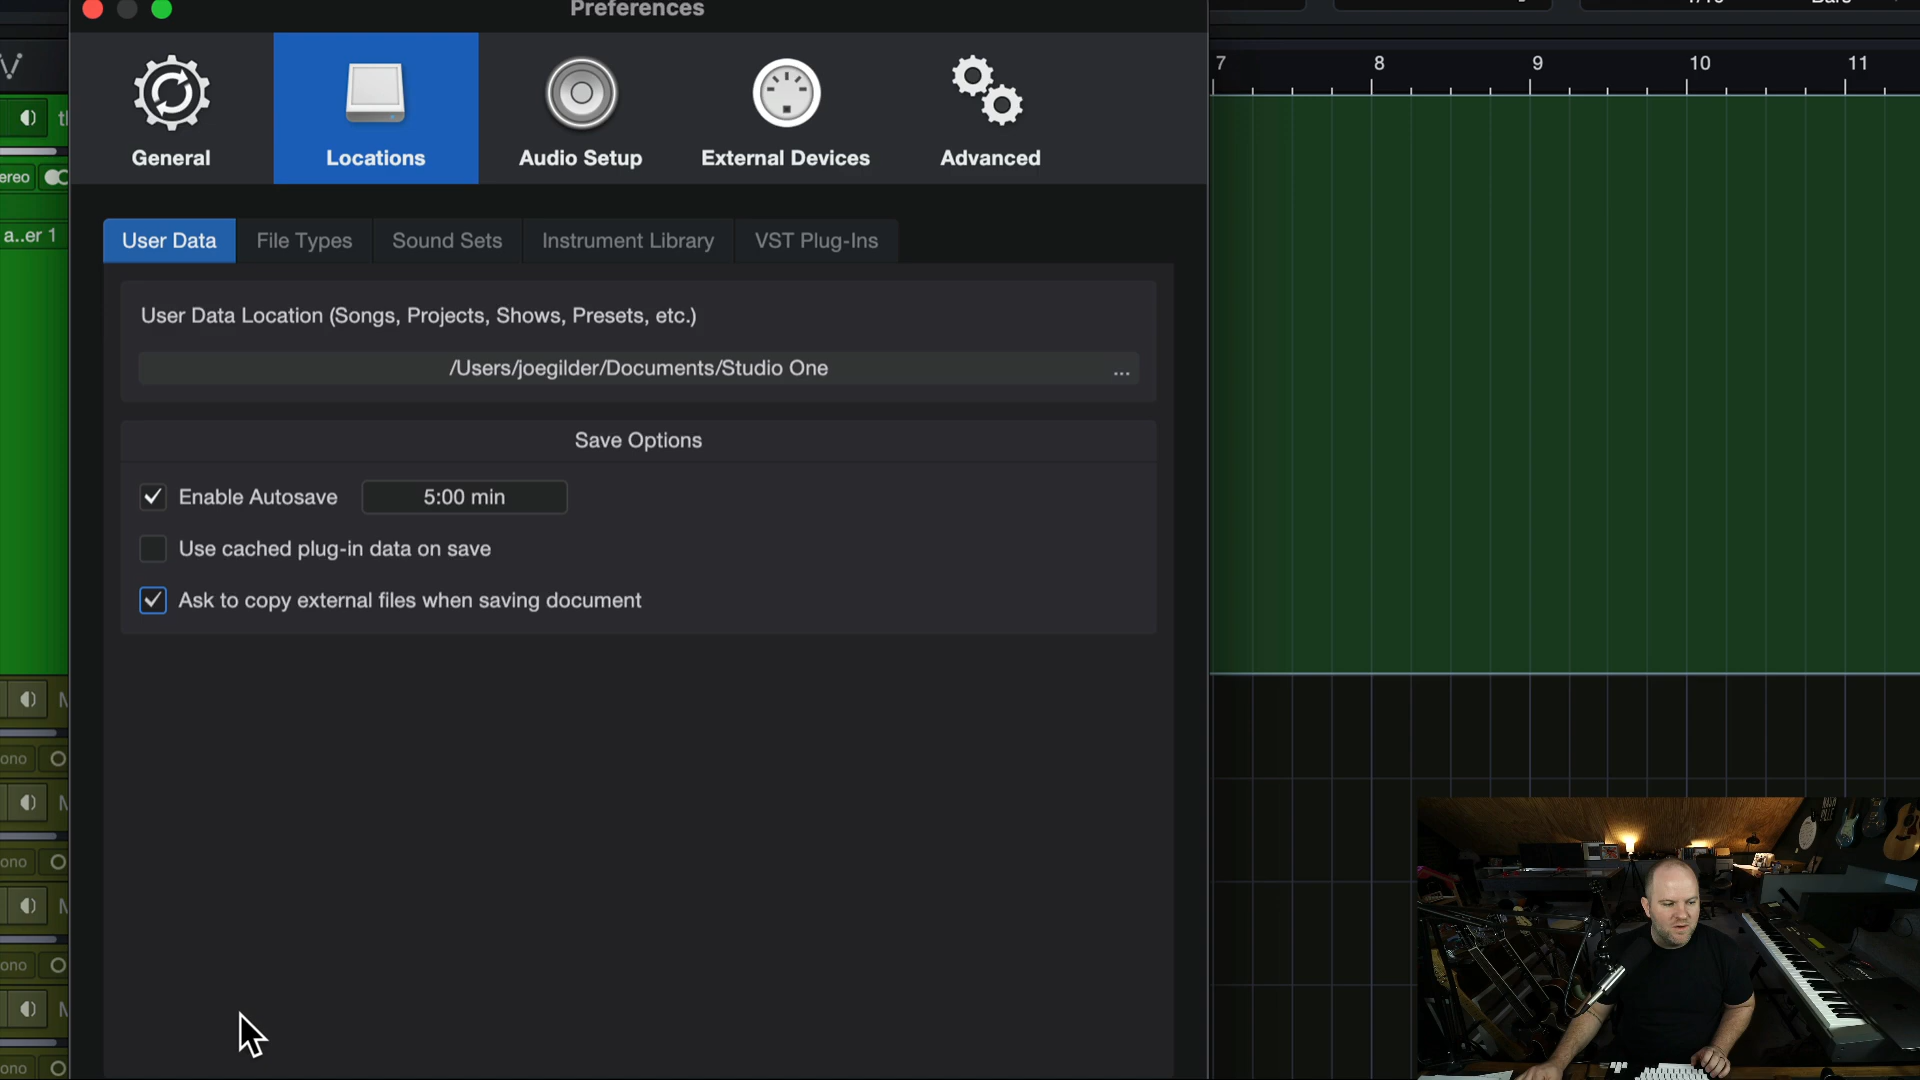 Preferences
7
8
9
10
11
General
Locations
Audio Setup
External Devices
Advanced
ereo
a..er 1
User Data
File Types
Sound Sets
Instrument Library
VST Plug-Ins
User Data Location (Songs, Projects, Shows, Presets, etc.)
/Users/joegilder/Documents/Studio One
...
Save Options
Enable Autosave
5:00 min
Use cached plug-in data on save
Ask to copy external files when saving document
ono
ono
ono
ono